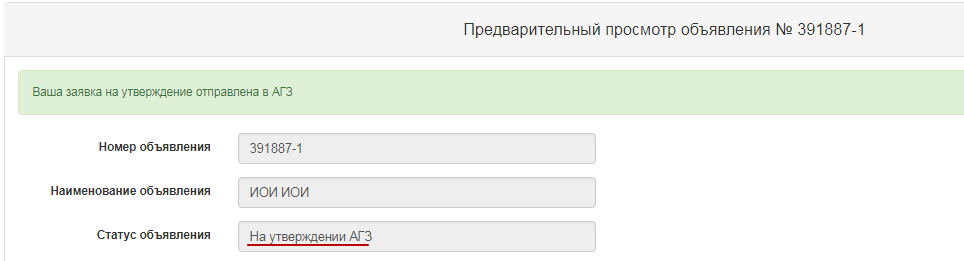 Предварительный просмотр объявления № 391887-1
Ваша заявка на утверждение отправлена в АГЗ
Номер объявления 391887-1
Наименование объявления ИОИ ИОИ
Статус объявления На утверждении АГЗ